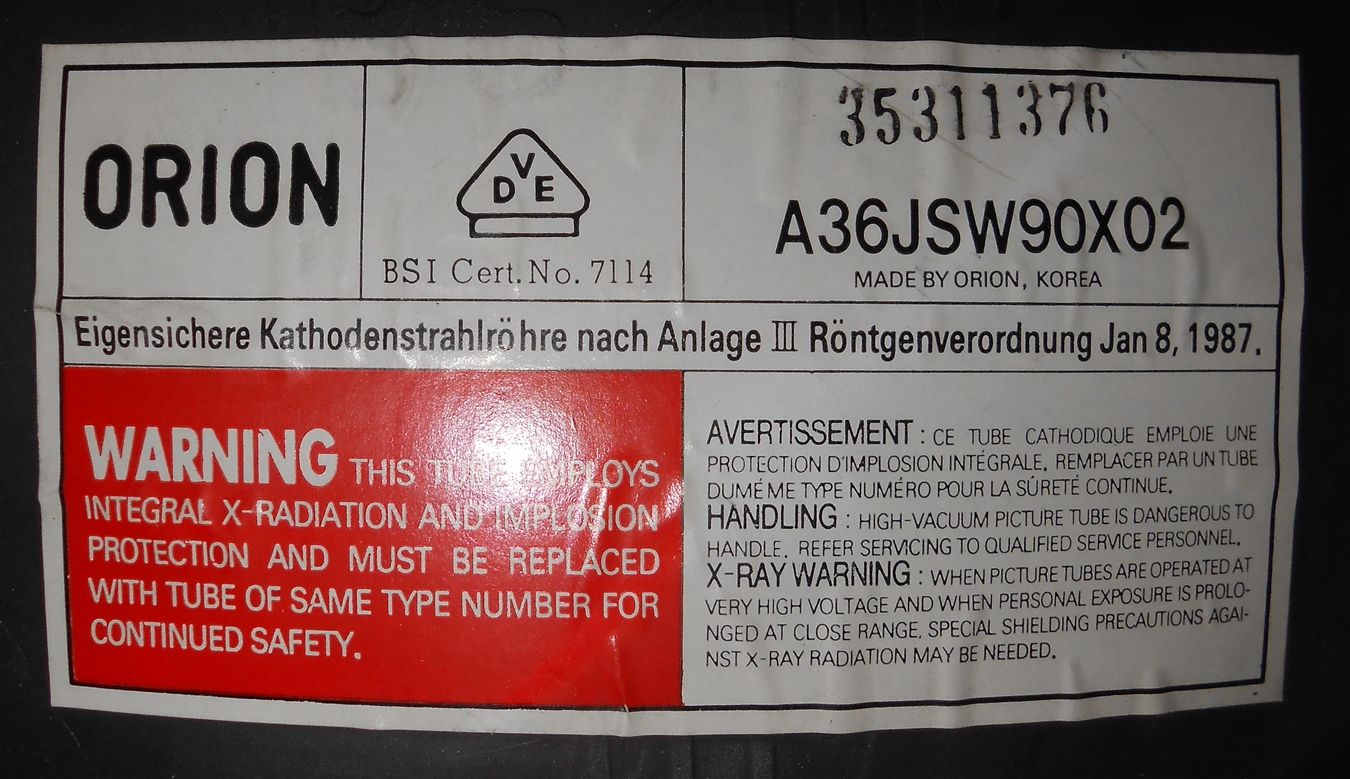 ORION
VDE
BSI Cert.No. 7114
35311376
A36JSW90X02
MADE BY ORION, KOREA
Eigensichere Kathodenstrahlröhre nach Anlage III Röntgenverordnung Jan 8, 1987.
WARNING THIS TUBE EMPLOYS
INTEGRAL X-RADIATION AND IMPLOSION
PROTECTION AND MUST BE REPLACED
WITH TUBE OF SAME TYPE NUMBER FOR
CONTINUED SAFETY.
AVERTISSEMENT : CE TUBE CATHODIQUE EMPLOIE UNE
PROTECTION D'IMPLOSION INTÉGRALE. REMPLACER PAR UN TUBE
DUMÉME TYPE NUMÉRO POUR LA SÛRETÉ CONTINUE.
HANDLING : HIGH-VACUUM PICTURE TUBE IS DANGEROUS TO
HANDLE. REFER SERVICING TO QUALIFIED SERVICE PERSONNEL.
X-RAY WARNING : WHEN PICTURE TUBES ARE OPERATED AT
VERY HIGH VOLTAGE AND WHEN PERSONAL EXPOSURE IS PROLO-
NGED AT CLOSE RANGE. SPECIAL SHIELDING PRECAUTIONS AGAI-
NST X-RAY RADIATION MAY BE NEEDED.